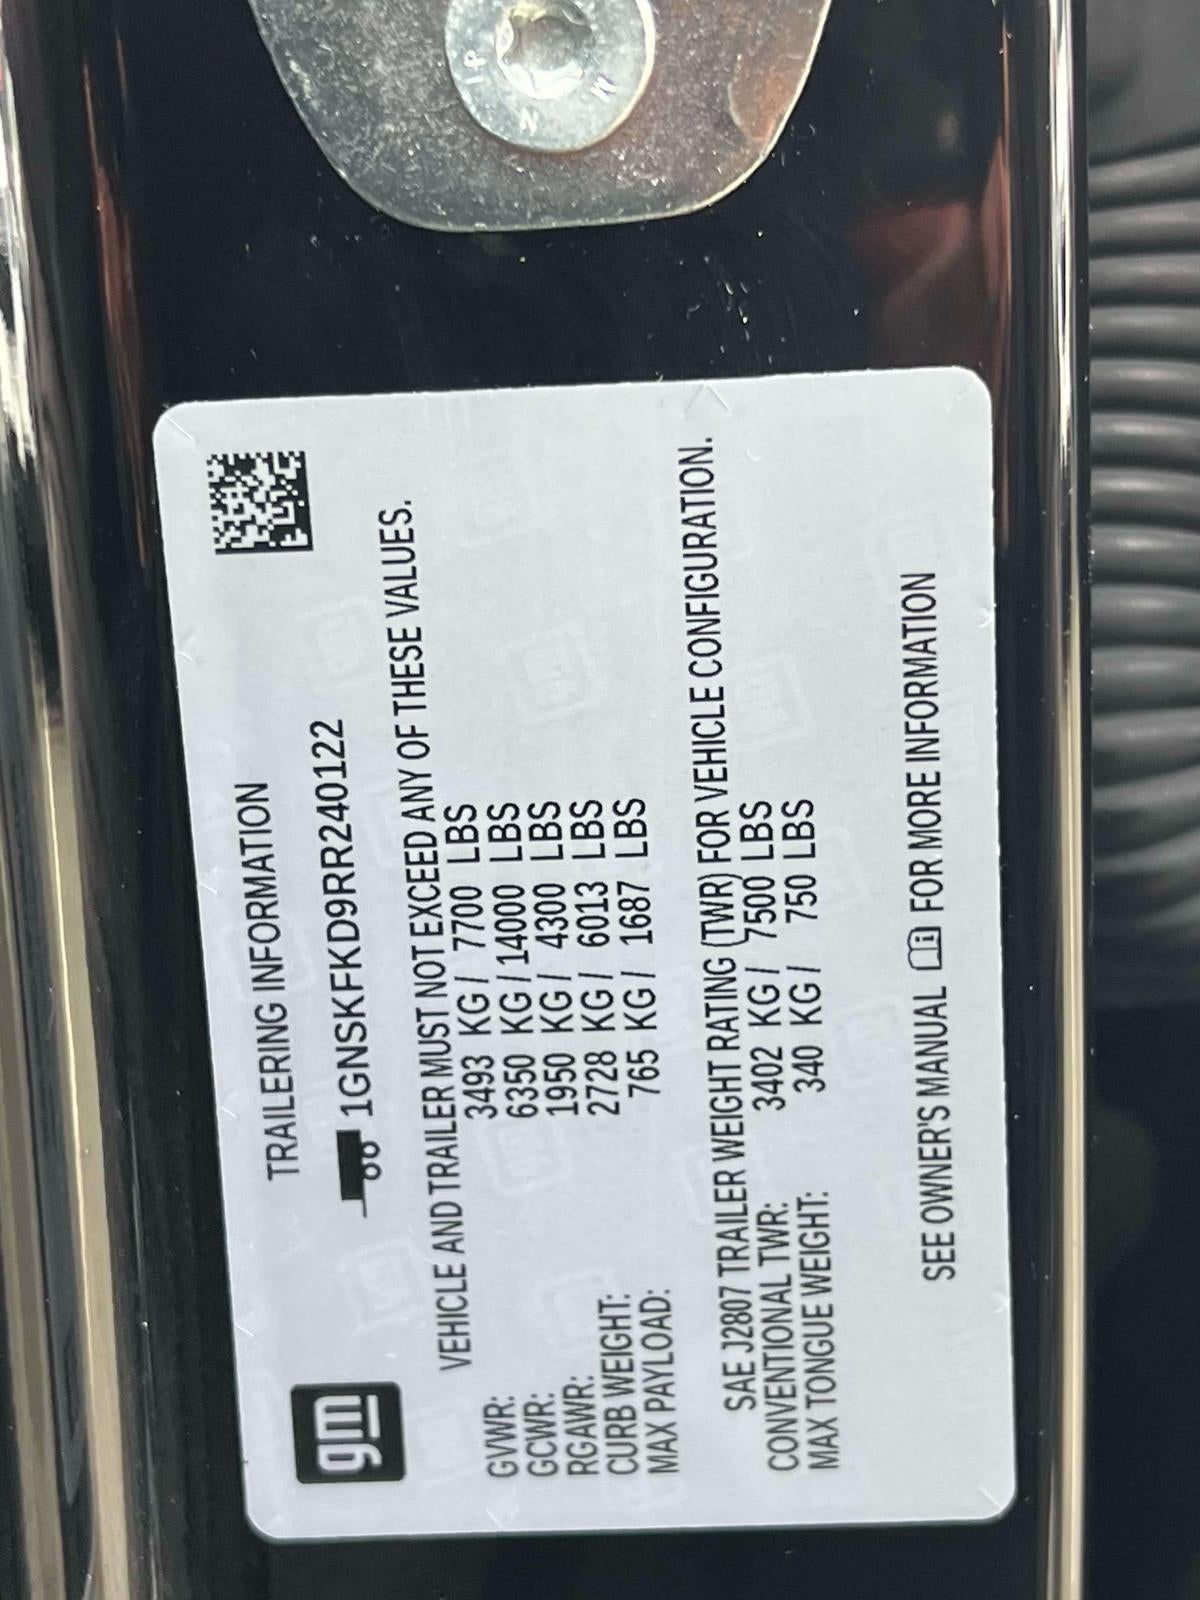 gm
TRAILERING INFORMATION
1GNSKFKD9RR240122
VEHICLE AND TRAILER MUST NOT EXCEED ANY OF THESE VALUES.
GVWR: 3493 KG / 7700 LBS
GCWR: 6350 KG / 14000 LBS
RGAWR: 1950 KG / 4300 LBS
CURB WEIGHT: 2728 KG / 6013 LBS
MAX PAYLOAD: 765 KG / 1687 LBS
SAE J2807 TRAILER WEIGHT RATING (TWR) FOR VEHICLE CONFIGURATION.
CONVENTIONAL TWR: 3402 KG / 7500 LBS
MAX TONGUE WEIGHT: 340 KG / 750 LBS
SEE OWNER'S MANUAL FOR MORE INFORMATION